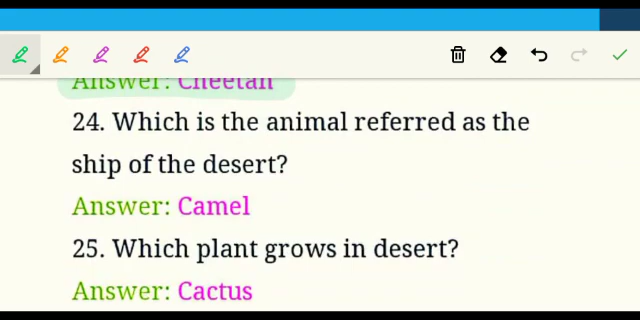 Answer: Cheetah
24. Which is the animal referred as the
ship of the desert?
Answer: Camel
25. Which plant grows in desert?
Answer: Cactus